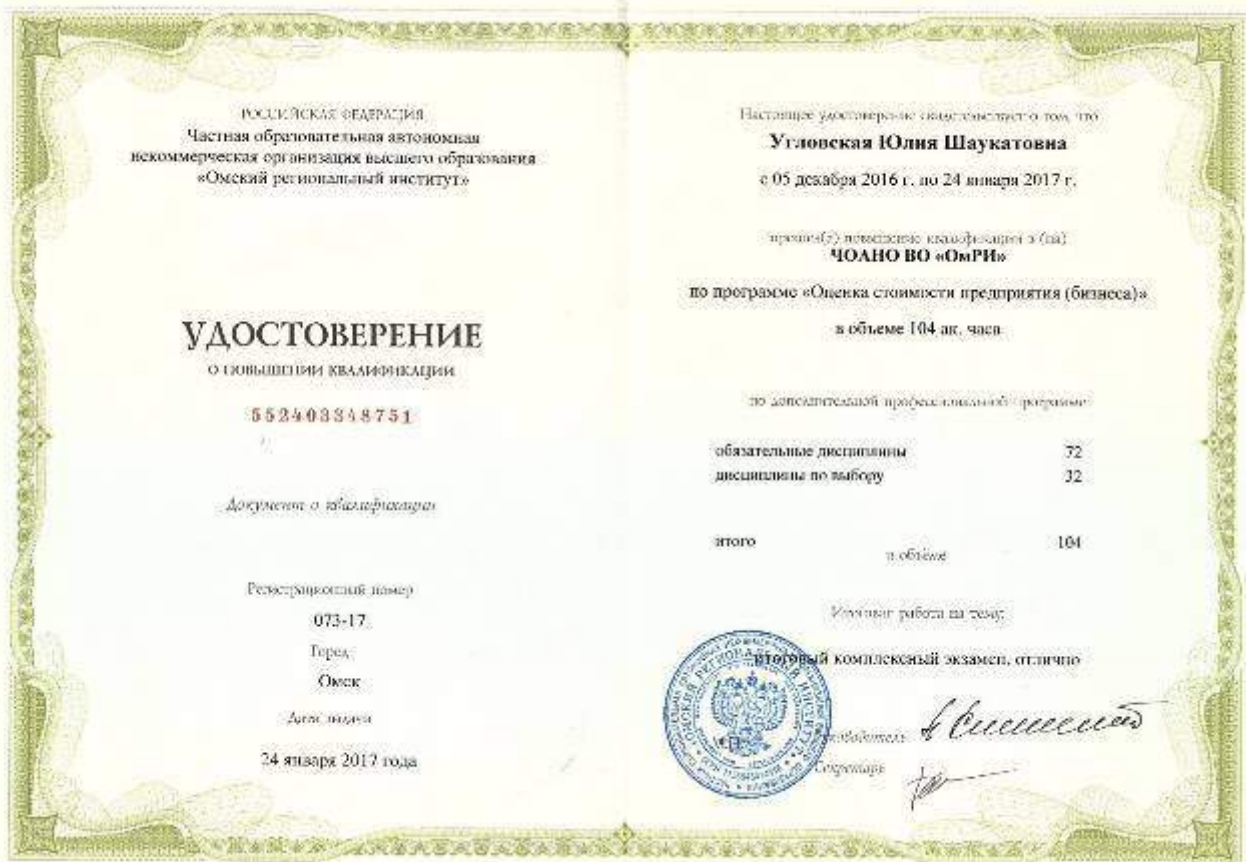 РОССИЙСКАЯ ФЕДЕРАЦИЯ
Частная образовательная автономная
некоммерческая организация высшего образования
«Омский региональный институт»
УДОСТОВЕРЕНИЕ
О ПОВЫШЕНИИ КВАЛИФИКАЦИИ
552403348751
Документ о квалификации
Регистрационный номер
073-17
Город
Омск
Дата выдачи
24 января 2017 года
Настоящее удостоверение свидетельствует о том, что
Угловская Юлия Шаукатовна
с 05 декабря 2016 г. по 24 января 2017 г.
прошел(а) повышение квалификации в (на)
ЧОАНО ВО «ОмРИ»
по программе «Оценка стоимости предприятия (бизнеса)»
в объеме 104 ак. часа
по дополнительной профессиональной программе
обязательные дисциплины 72
дисциплины по выбору 32
итого 104
в объёме
Итоговая работа на тему:
итоговый комплексный экзамен, отлично
Руководитель
Секретарь
ОМСКИЙ РЕГИОНАЛЬНЫЙ ИНСТИТУТ